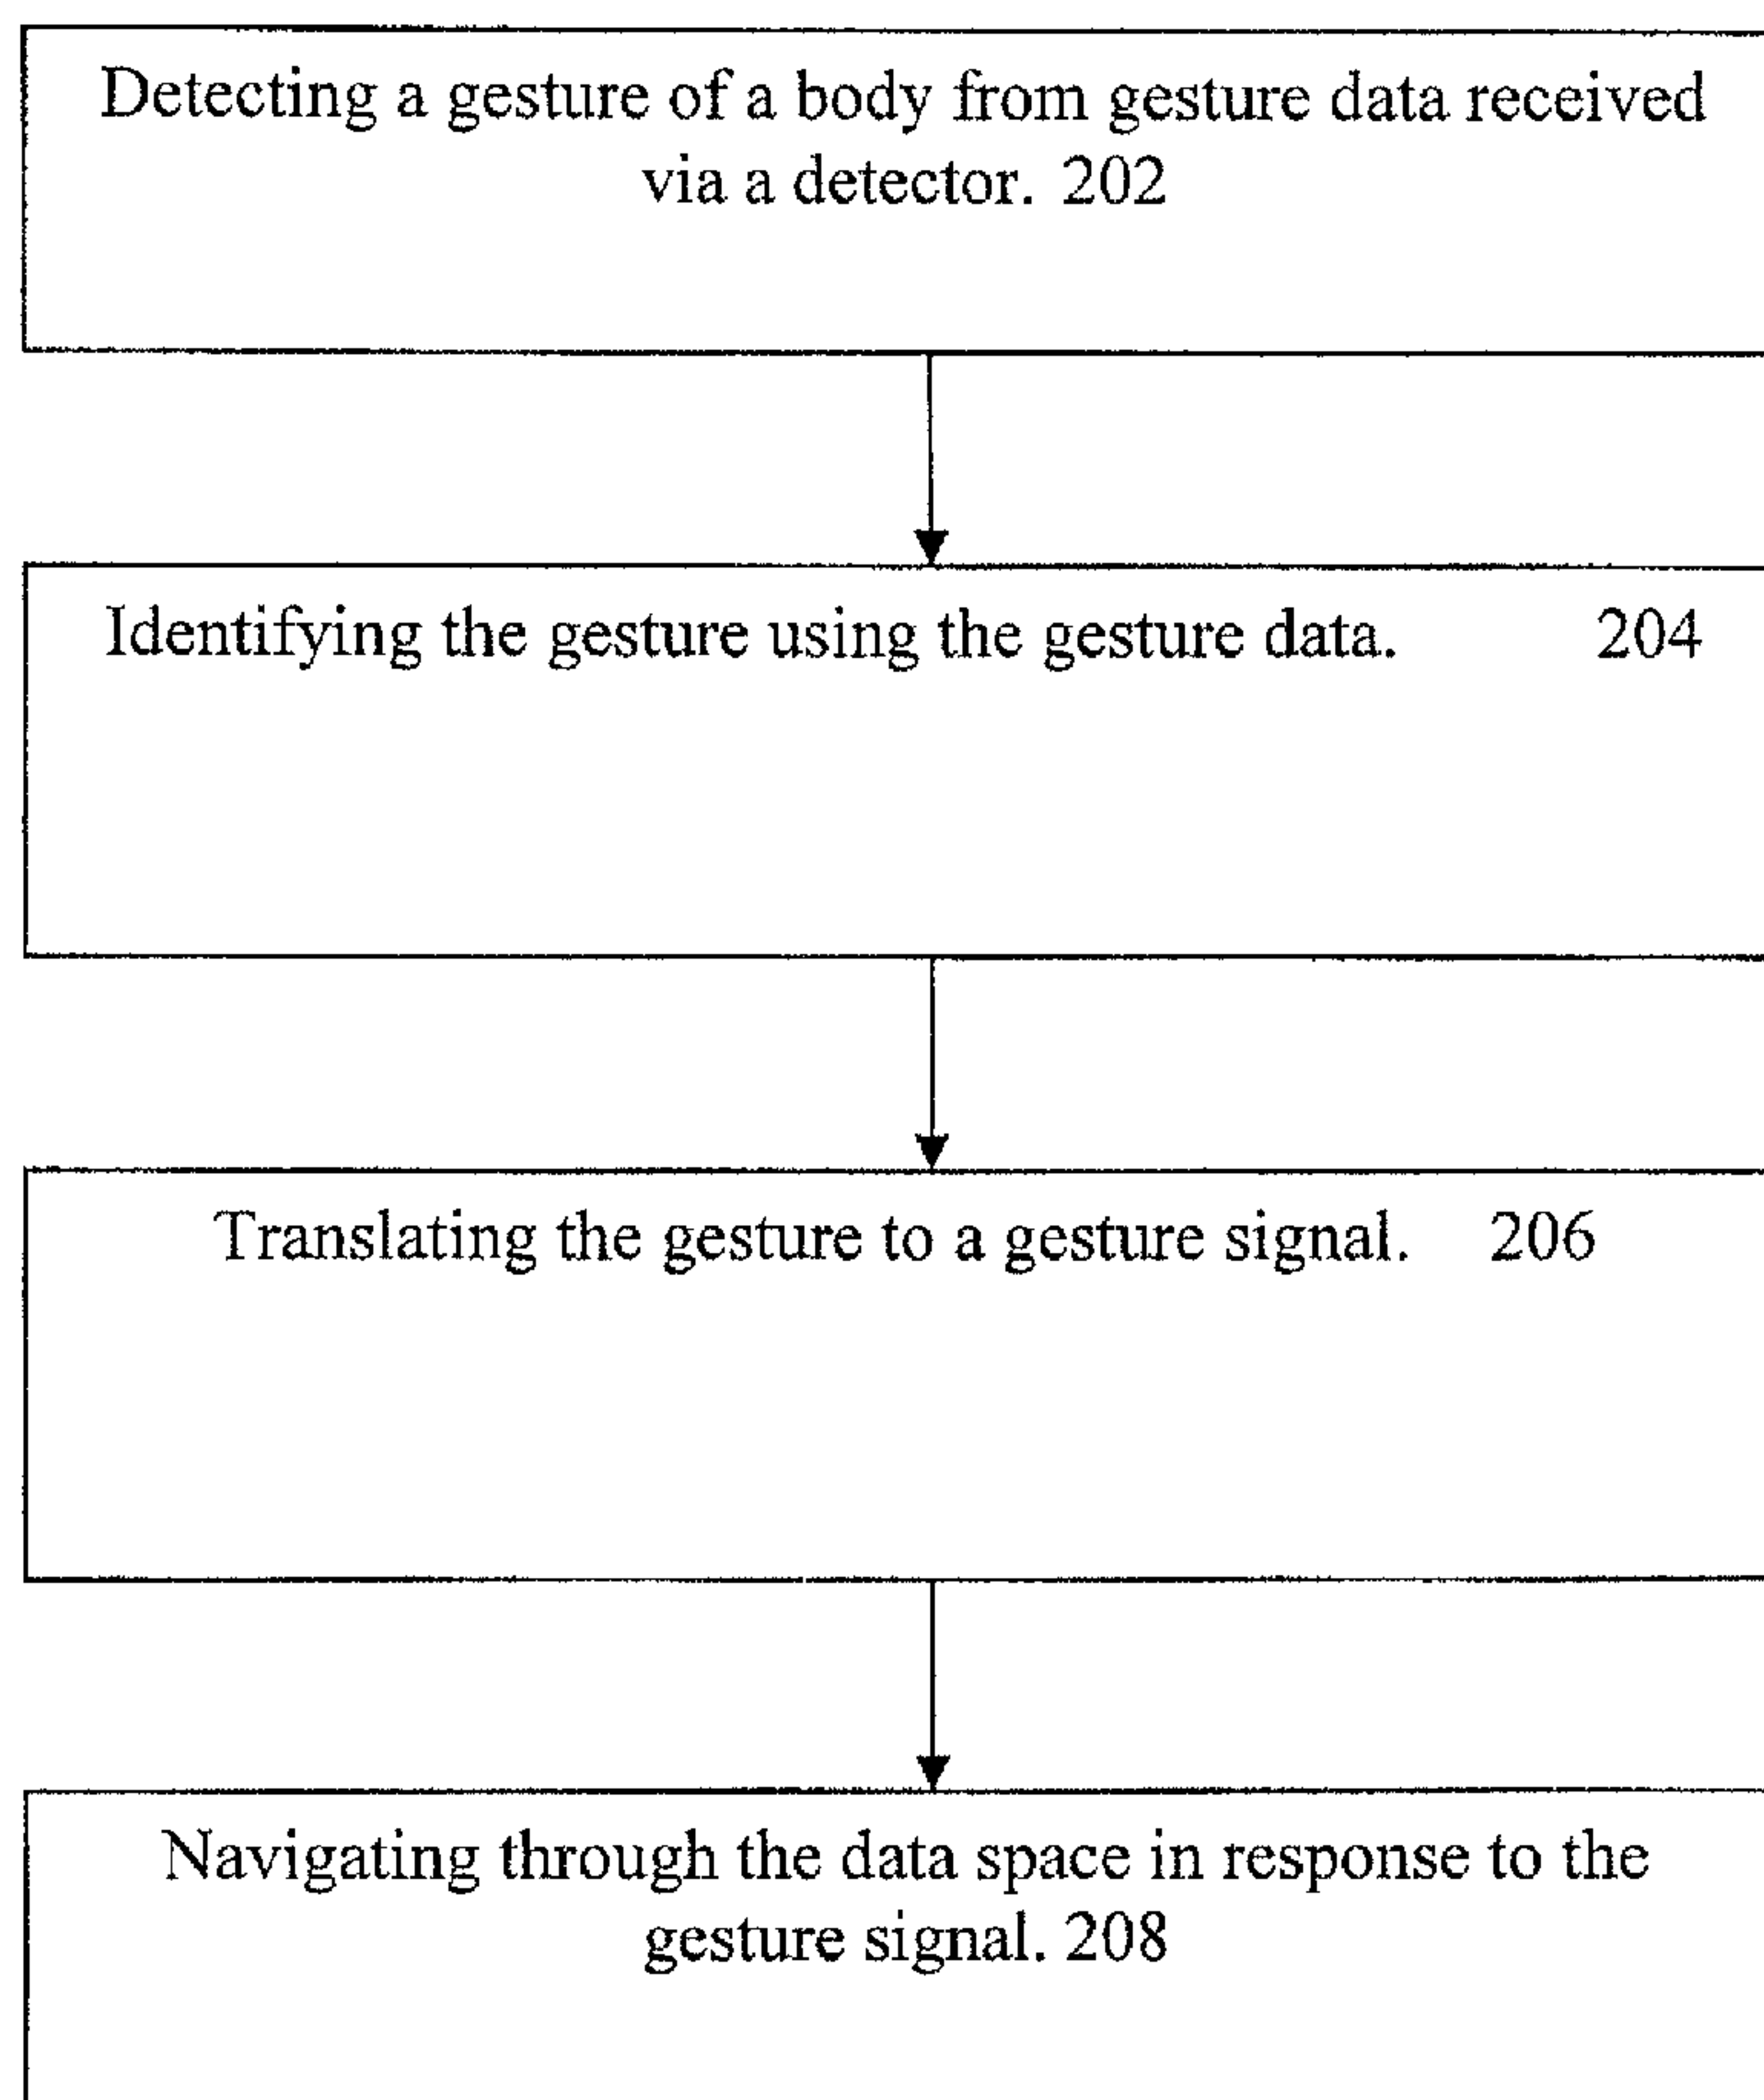 Detecting a gesture of a body from gesture data received
via a detector. 202
Identifying the gesture using the gesture data. 204
Translating the gesture to a gesture signal. 206
Navigating through the data space in response to the
gesture signal. 208